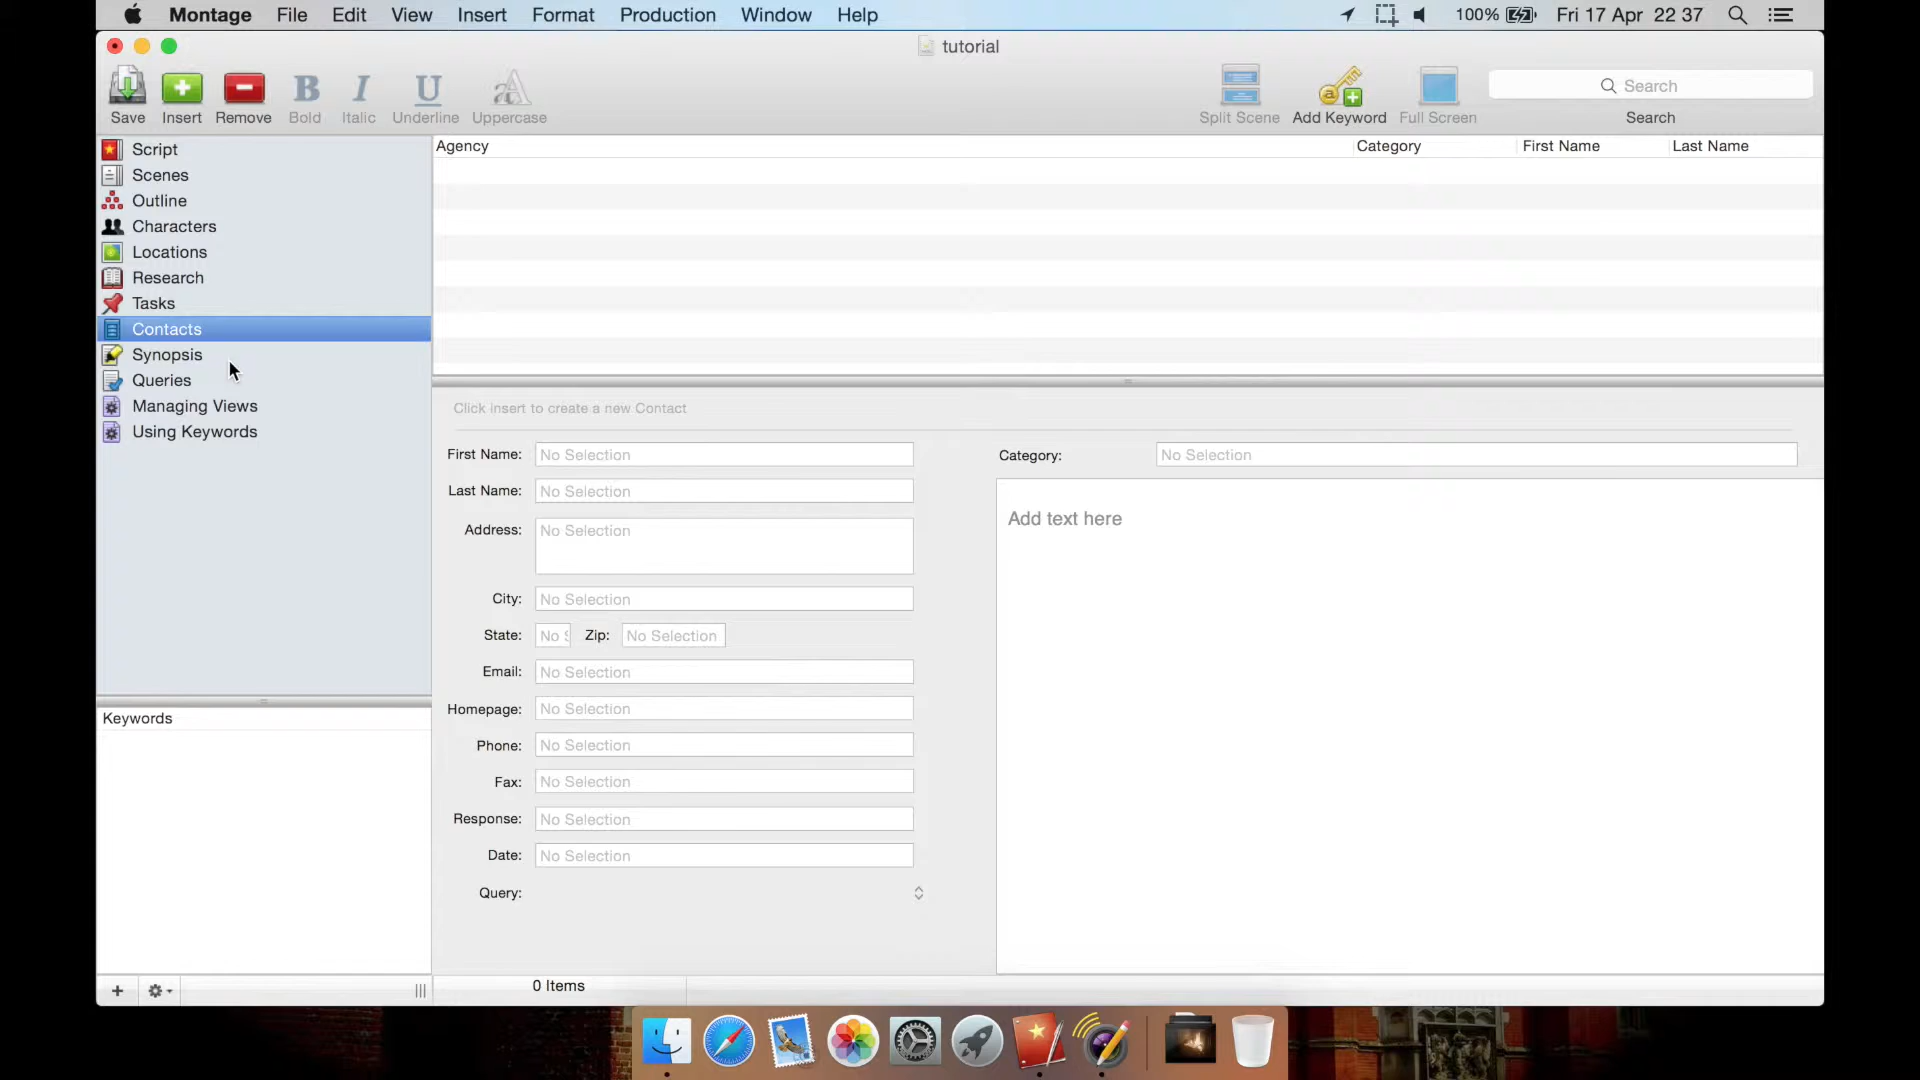 Montage File Edit View Insert Format Production Window Help 100% Fri 17 Apr 22 37
tutorial
Save Insert Remove Bold Italic Underline Uppercase Split Scene Add Keyword Full Screen Search
Search
Script
Scenes
Outline
Characters
Locations
Research
Tasks
Contacts
Synopsis
Queries
Managing Views
Using Keywords
Keywords
Agency Category First Name Last Name
Click insert to create a new Contact
First Name: No Selection
Last Name: No Selection
Address: No Selection
City: No Selection
State: No S Zip: No Selection
Email: No Selection
Homepage: No Selection
Phone: No Selection
Fax: No Selection
Response: No Selection
Date: No Selection
Query:
Category: No Selection
Add text here
0 Items